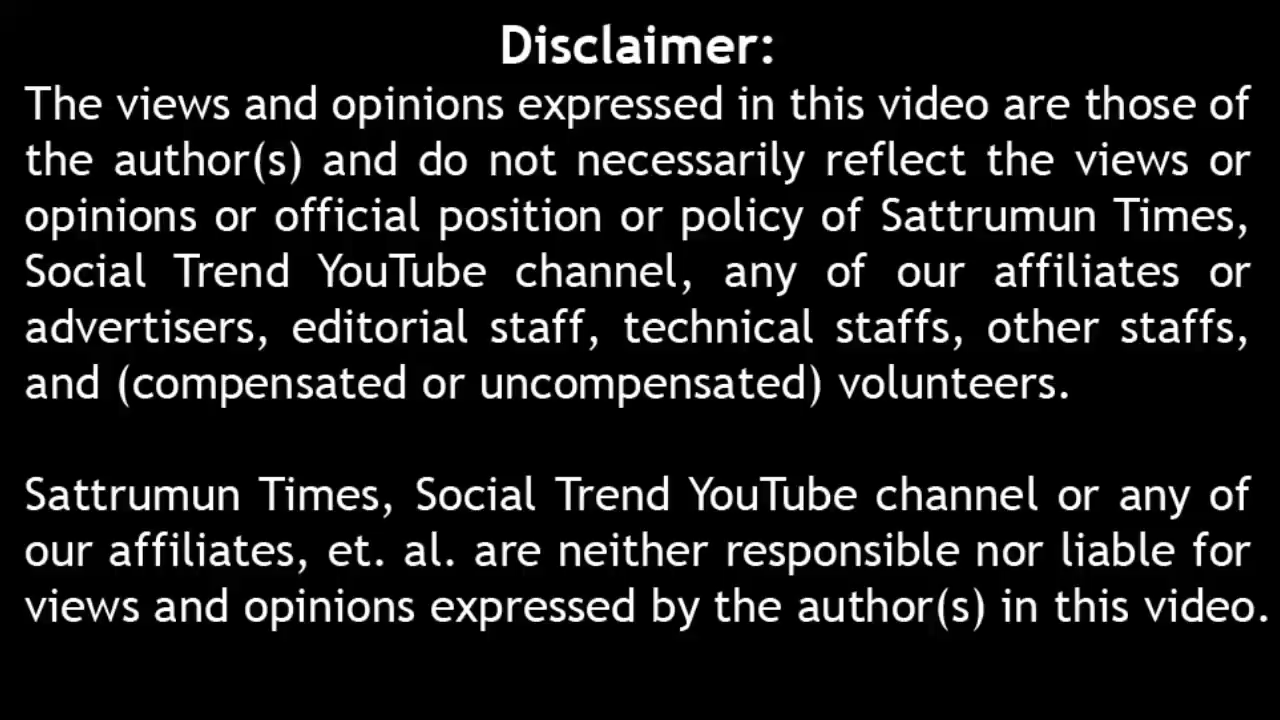 Disclaimer:
The views and opinions expressed in this video are those of
the author(s) and do not necessarily reflect the views or
opinions or official position or policy of Sattrumun Times,
Social Trend YouTube channel, any of our affiliates or
advertisers, editorial staff, technical staffs, other staffs,
and (compensated or uncompensated) volunteers.
Sattrumun Times, Social Trend YouTube channel or any of
our affiliates, et. al. are neither responsible nor liable for
views and opinions expressed by the author(s) in this video.